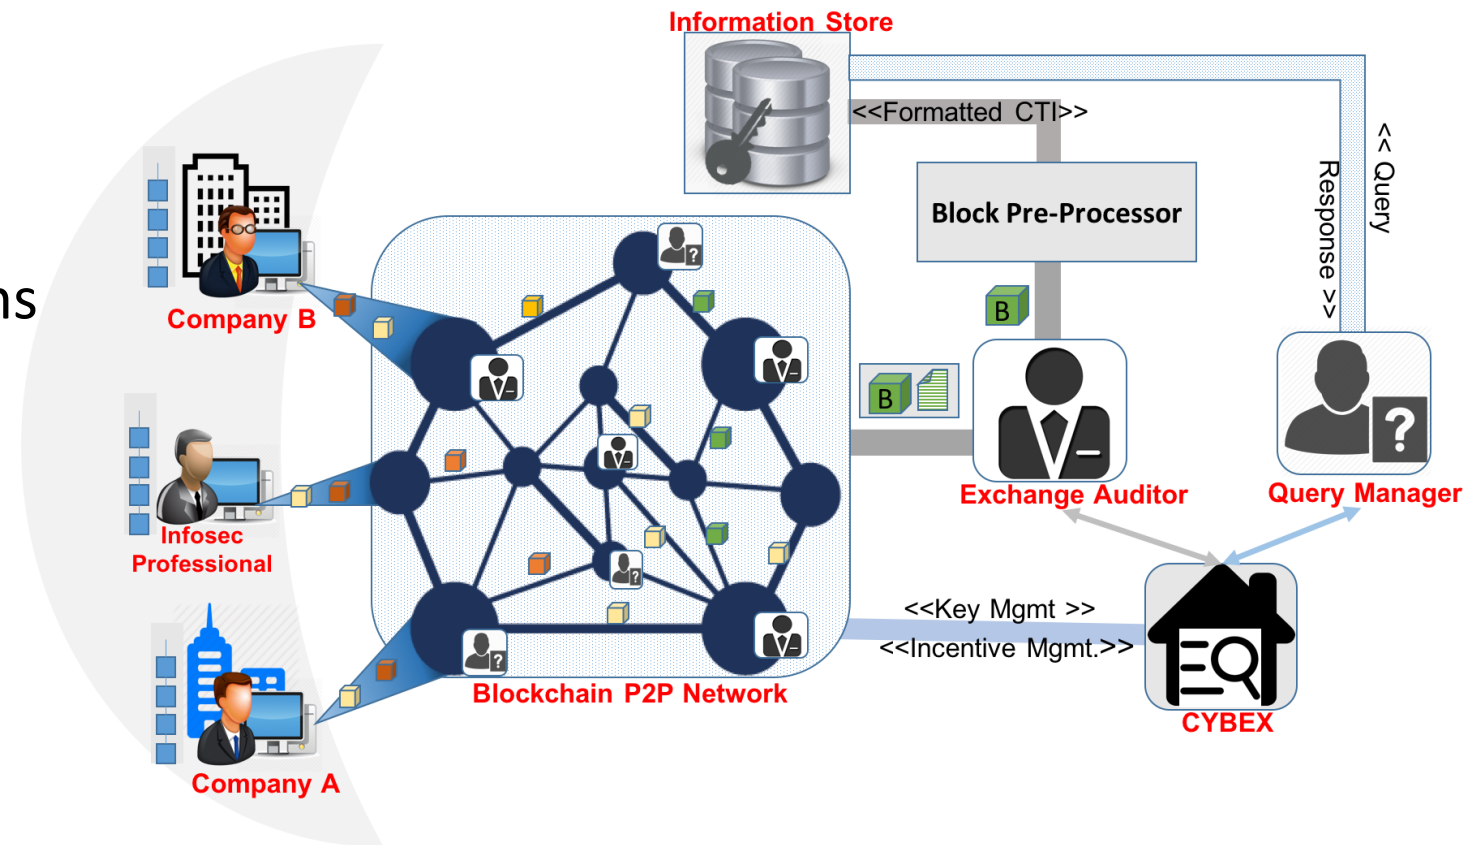 Information Store
<<Formatted CTI>>
<< Query
Response >>
Block Pre-Processor
B
B
ns
Company B
Exchange Auditor
Query Manager
Infosec
Professional
<<Key Mgmt >>
<<Incentive Mgmt.>>
Blockchain P2P Network
CYBEX
Company A
?
?
?
?